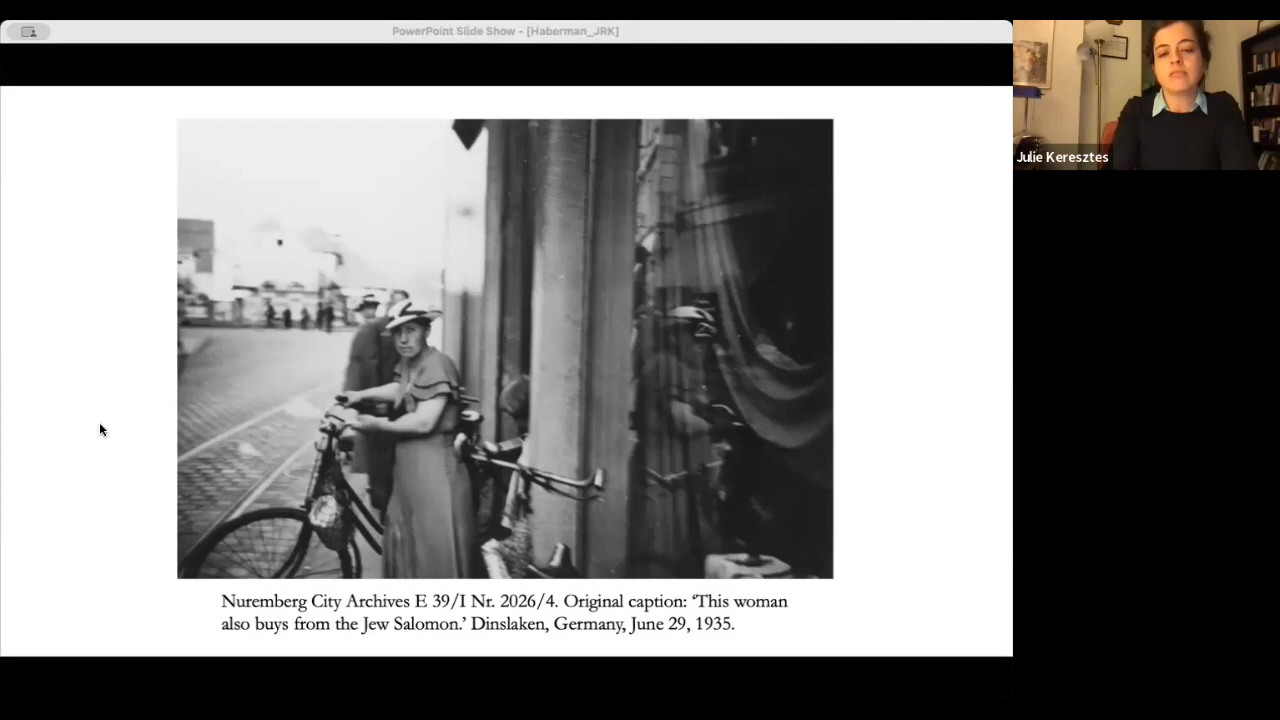 PowerPoint Slide Show - [Haberman_JRK]
Julie Keresztes
Nuremberg City Archives E 39/I Nr. 2026/4. Original caption: ‘This woman
also buys from the Jew Salomon.’ Dinslaken, Germany, June 29, 1935.